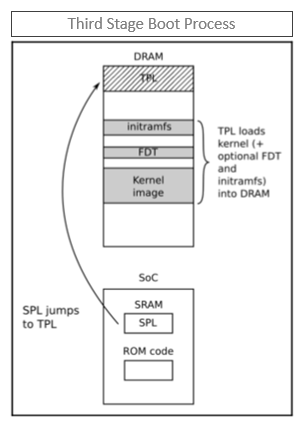 Third Stage Boot Process
DRAM
TPL
initramfs
FDT
Kernel
image
TPL loads
kernel (+
optional FDT
and
initramfs)
into DRAM
SoC
SRAM
SPL
ROM code
SPL jumps
to TPL